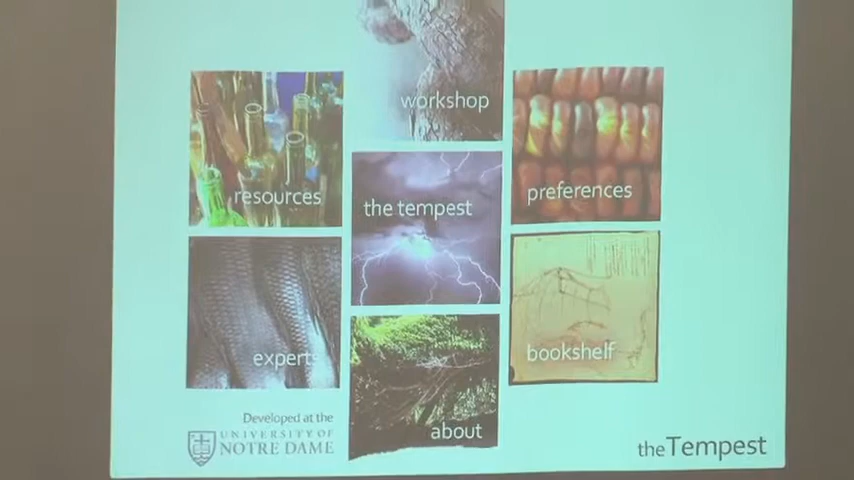 workshop
resources
preferences
the tempest
experts
bookshelf
about
Developed at the
UNIVERSITY OF
NOTRE DAME
theTempest